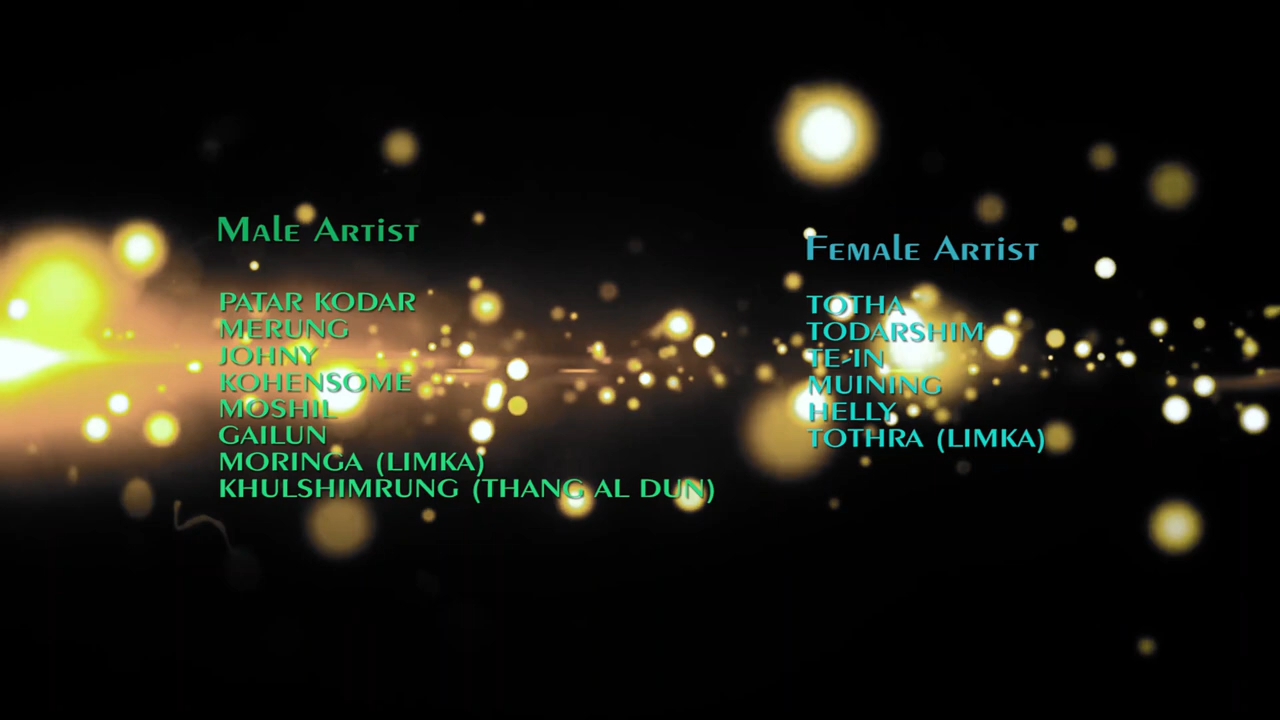 Male Artist
PATAR KODAR
MERUNG
JOHNY
KOHENSOME
MOSHIL
GAILUN
MORINGA (LIMKA)
KHULSHIMRUNG (THANG AL DUN)
Female Artist
TOTHA
TODARSHIM
TE-IN
MUINING
HELLY
TOTHRA (LIMKA)